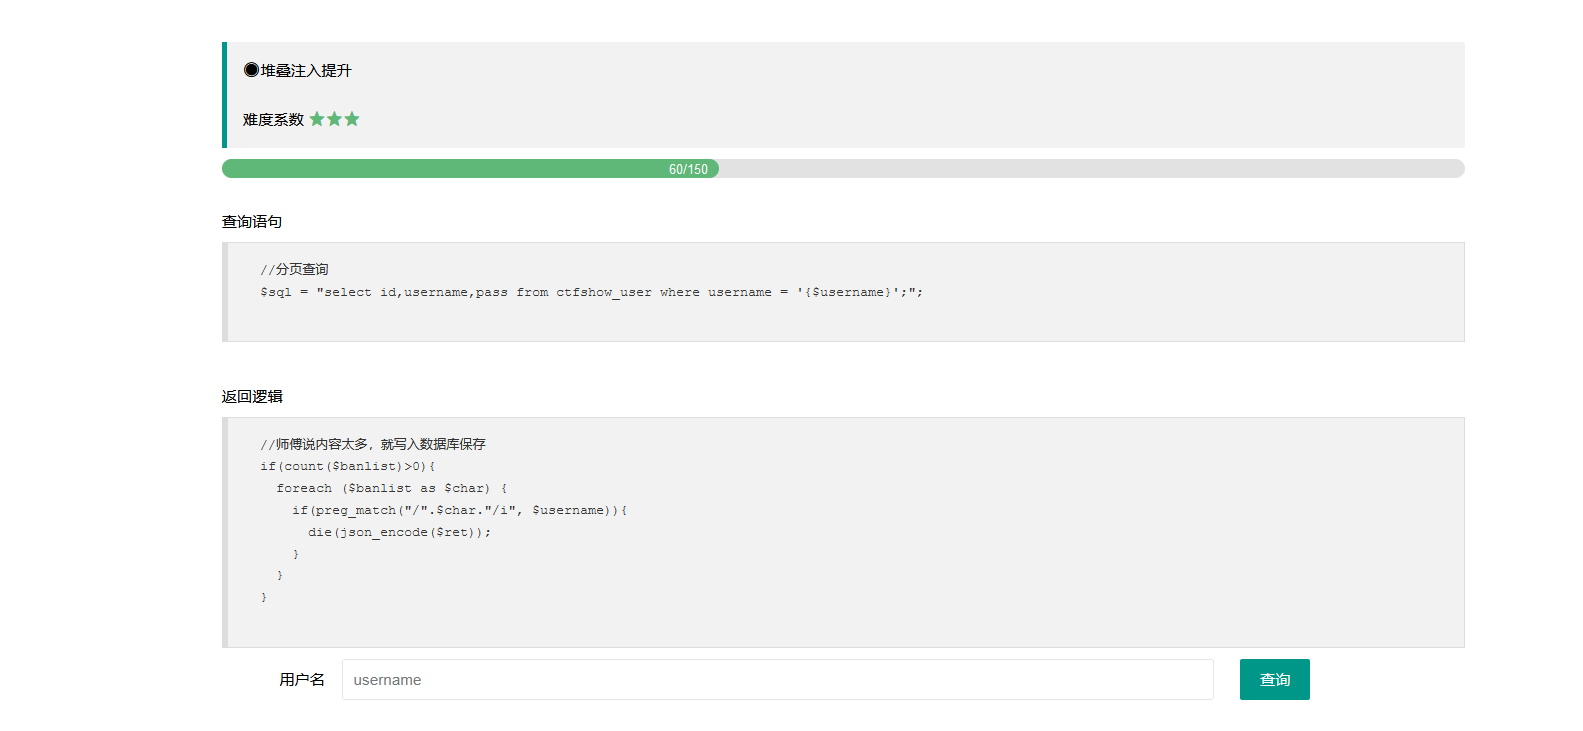 ◉堆叠注入提升
难度系数 ★★★
60/150
查询语句
//分页查询
$sql = "select id,username,pass from ctfshow_user where username = '{$username}';";
返回逻辑
//师傅说内容太多，就写入数据库保存
if(count($banlist)>0){
  foreach ($banlist as $char) {
    if(preg_match("/".$char."/i", $username)){
      die(json_encode($ret));
    }
  }
}
用户名 username 查询